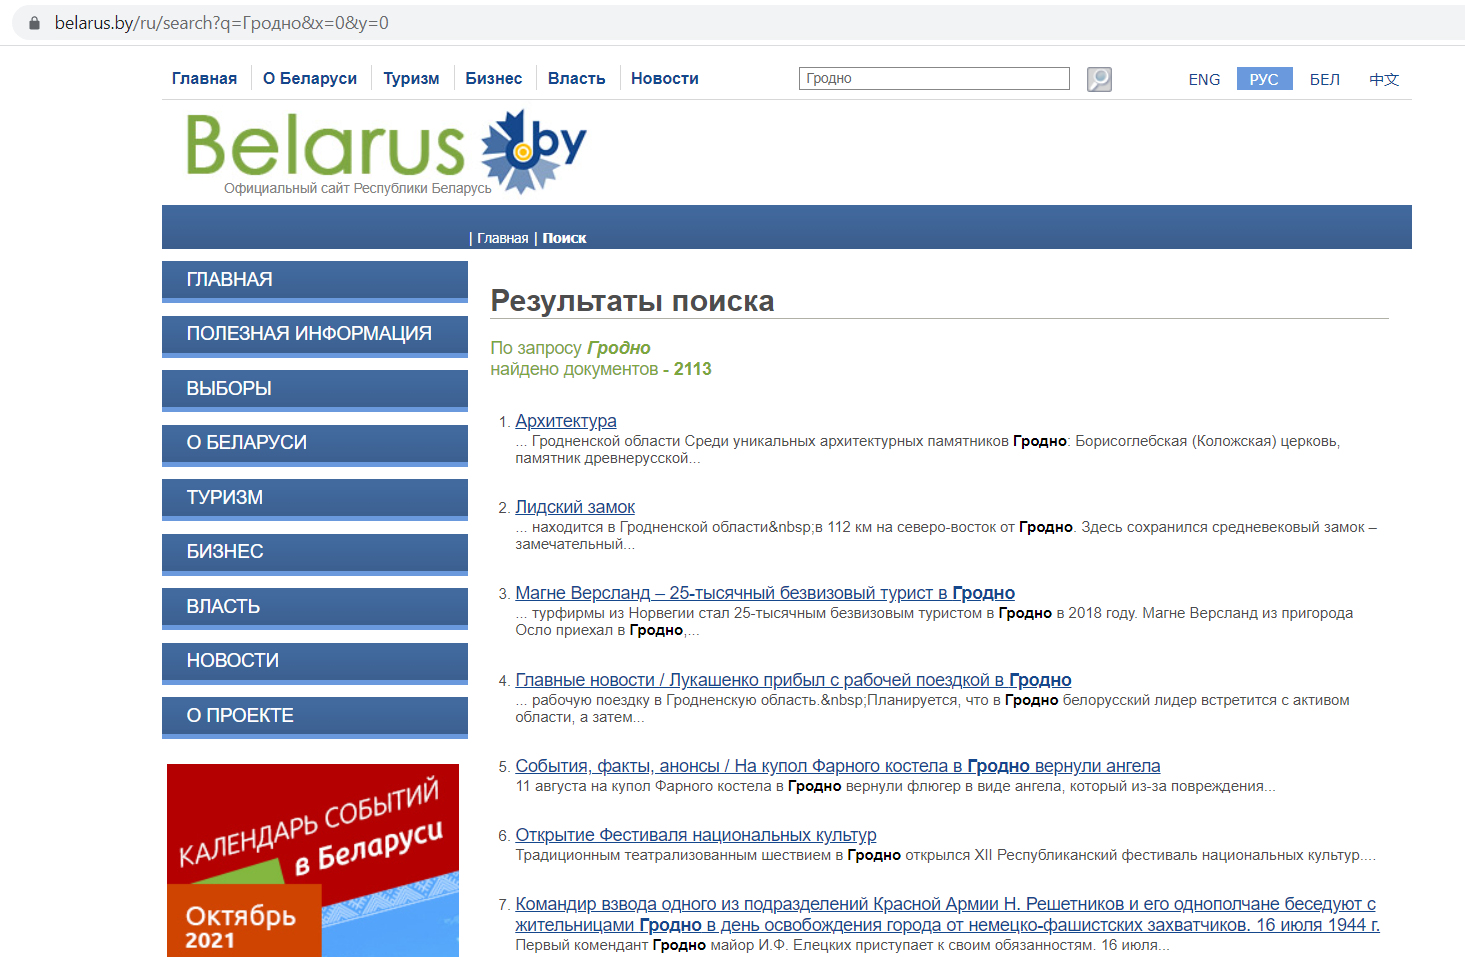 belarus.by/ru/search?q=Гродно&x=0&y=0
Главная О Беларуси Туризм Бизнес Власть Новости Гродно ENG РУС БЕЛ 中文
Belarus.by
Официальный сайт Республики Беларусь
| Главная | Поиск
ГЛАВНАЯ
ПОЛЕЗНАЯ ИНФОРМАЦИЯ
ВЫБОРЫ
О БЕЛАРУСИ
ТУРИЗМ
БИЗНЕС
ВЛАСТЬ
НОВОСТИ
О ПРОЕКТЕ
КАЛЕНДАРЬ СОБЫТИЙ
в Беларуси
Октябрь
2021
Результаты поиска
По запросу Гродно
найдено документов - 2113
1. Архитектура
... Гродненской области Среди уникальных архитектурных памятников Гродно: Борисоглебская (Коложская) церковь,
памятник древнерусской...
2. Лидский замок
... находится в Гродненской области&nbsp;в 112 км на северо-восток от Гродно. Здесь сохранился средневековый замок –
замечательный...
3. Магне Версланд – 25-тысячный безвизовый турист в Гродно
... турфирмы из Норвегии стал 25-тысячным безвизовым туристом в Гродно в 2018 году. Магне Версланд из пригорода
Осло приехал в Гродно,...
4. Главные новости / Лукашенко прибыл с рабочей поездкой в Гродно
... рабочую поездку в Гродненскую область.&nbsp;Планируется, что в Гродно белорусский лидер встретится с активом
области, а затем...
5. События, факты, анонсы / На купол Фарного костела в Гродно вернули ангела
11 августа на купол Фарного костела в Гродно вернули флюгер в виде ангела, который из-за повреждения...
6. Открытие Фестиваля национальных культур
Традиционным театрализованным шествием в Гродно открылся XII Республиканский фестиваль национальных культур....
7. Командир взвода одного из подразделений Красной Армии Н. Решетников и его однополчане беседуют с
жительницами Гродно в день освобождения города от немецко-фашистских захватчиков. 16 июля 1944 г.
Первый комендант Гродно майор И.Ф. Елецких приступает к своим обязанностям. 16 июля...